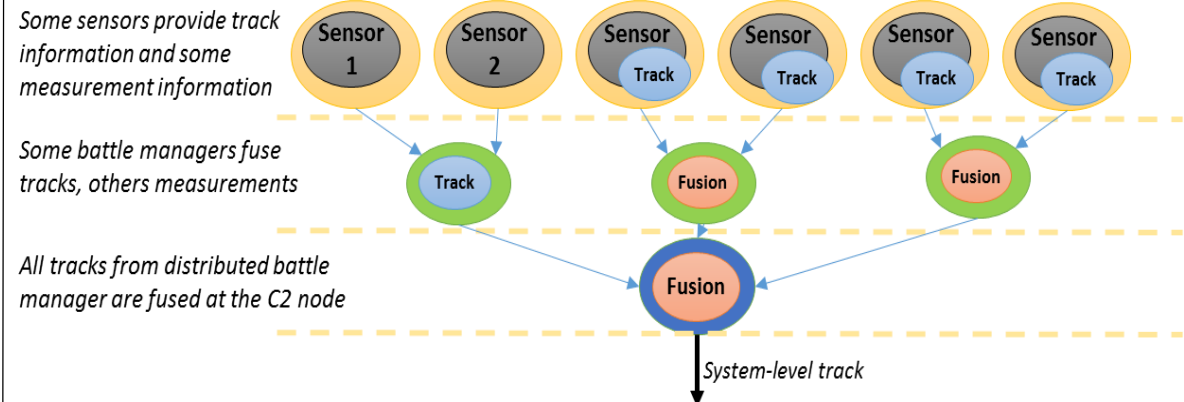 Some sensors provide track
information and some
measurement information
Sensor
1
Sensor
2
Sensor
Track
Sensor
Track
Sensor
Track
Sensor
Track
Some battle managers fuse
tracks, others measurements
Track
Fusion
Fusion
All tracks from distributed battle
manager are fused at the C2 node
Fusion
System-level track